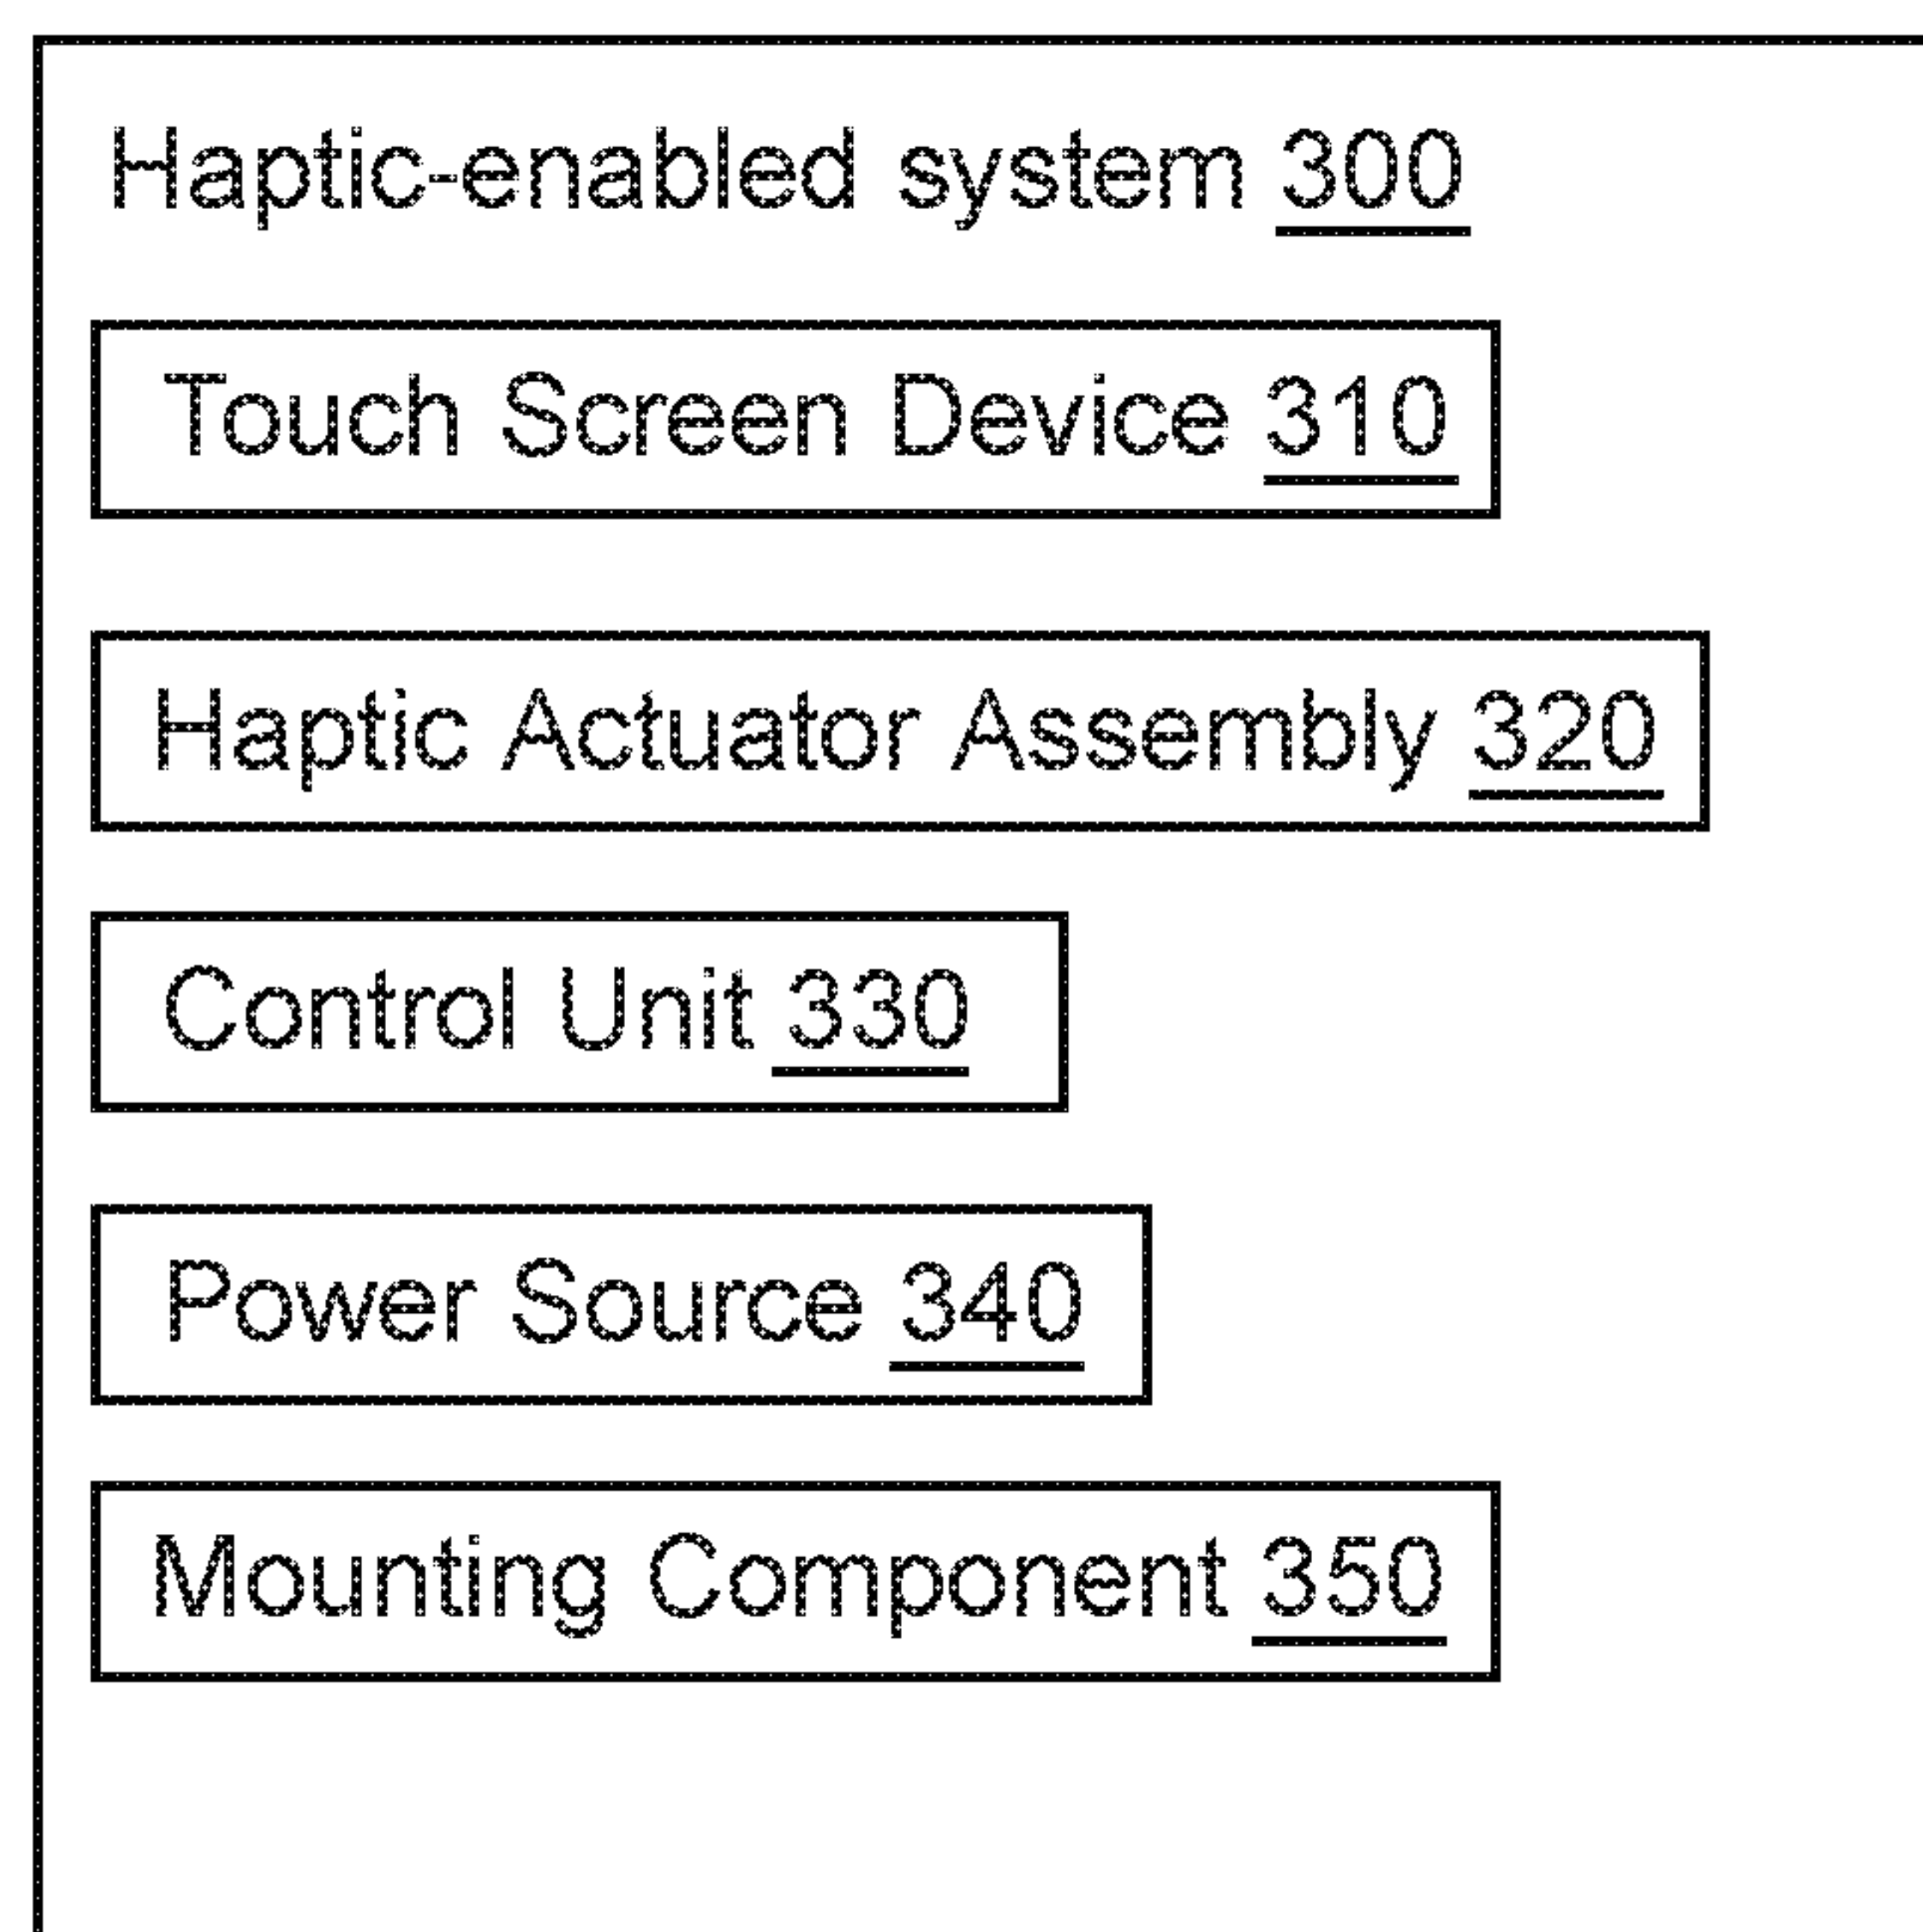 Haptic-enabled system 300
Touch Screen Device 310
Haptic Actuator Assembly 320
Control Unit 330
Power Source 340
Mounting Component 350